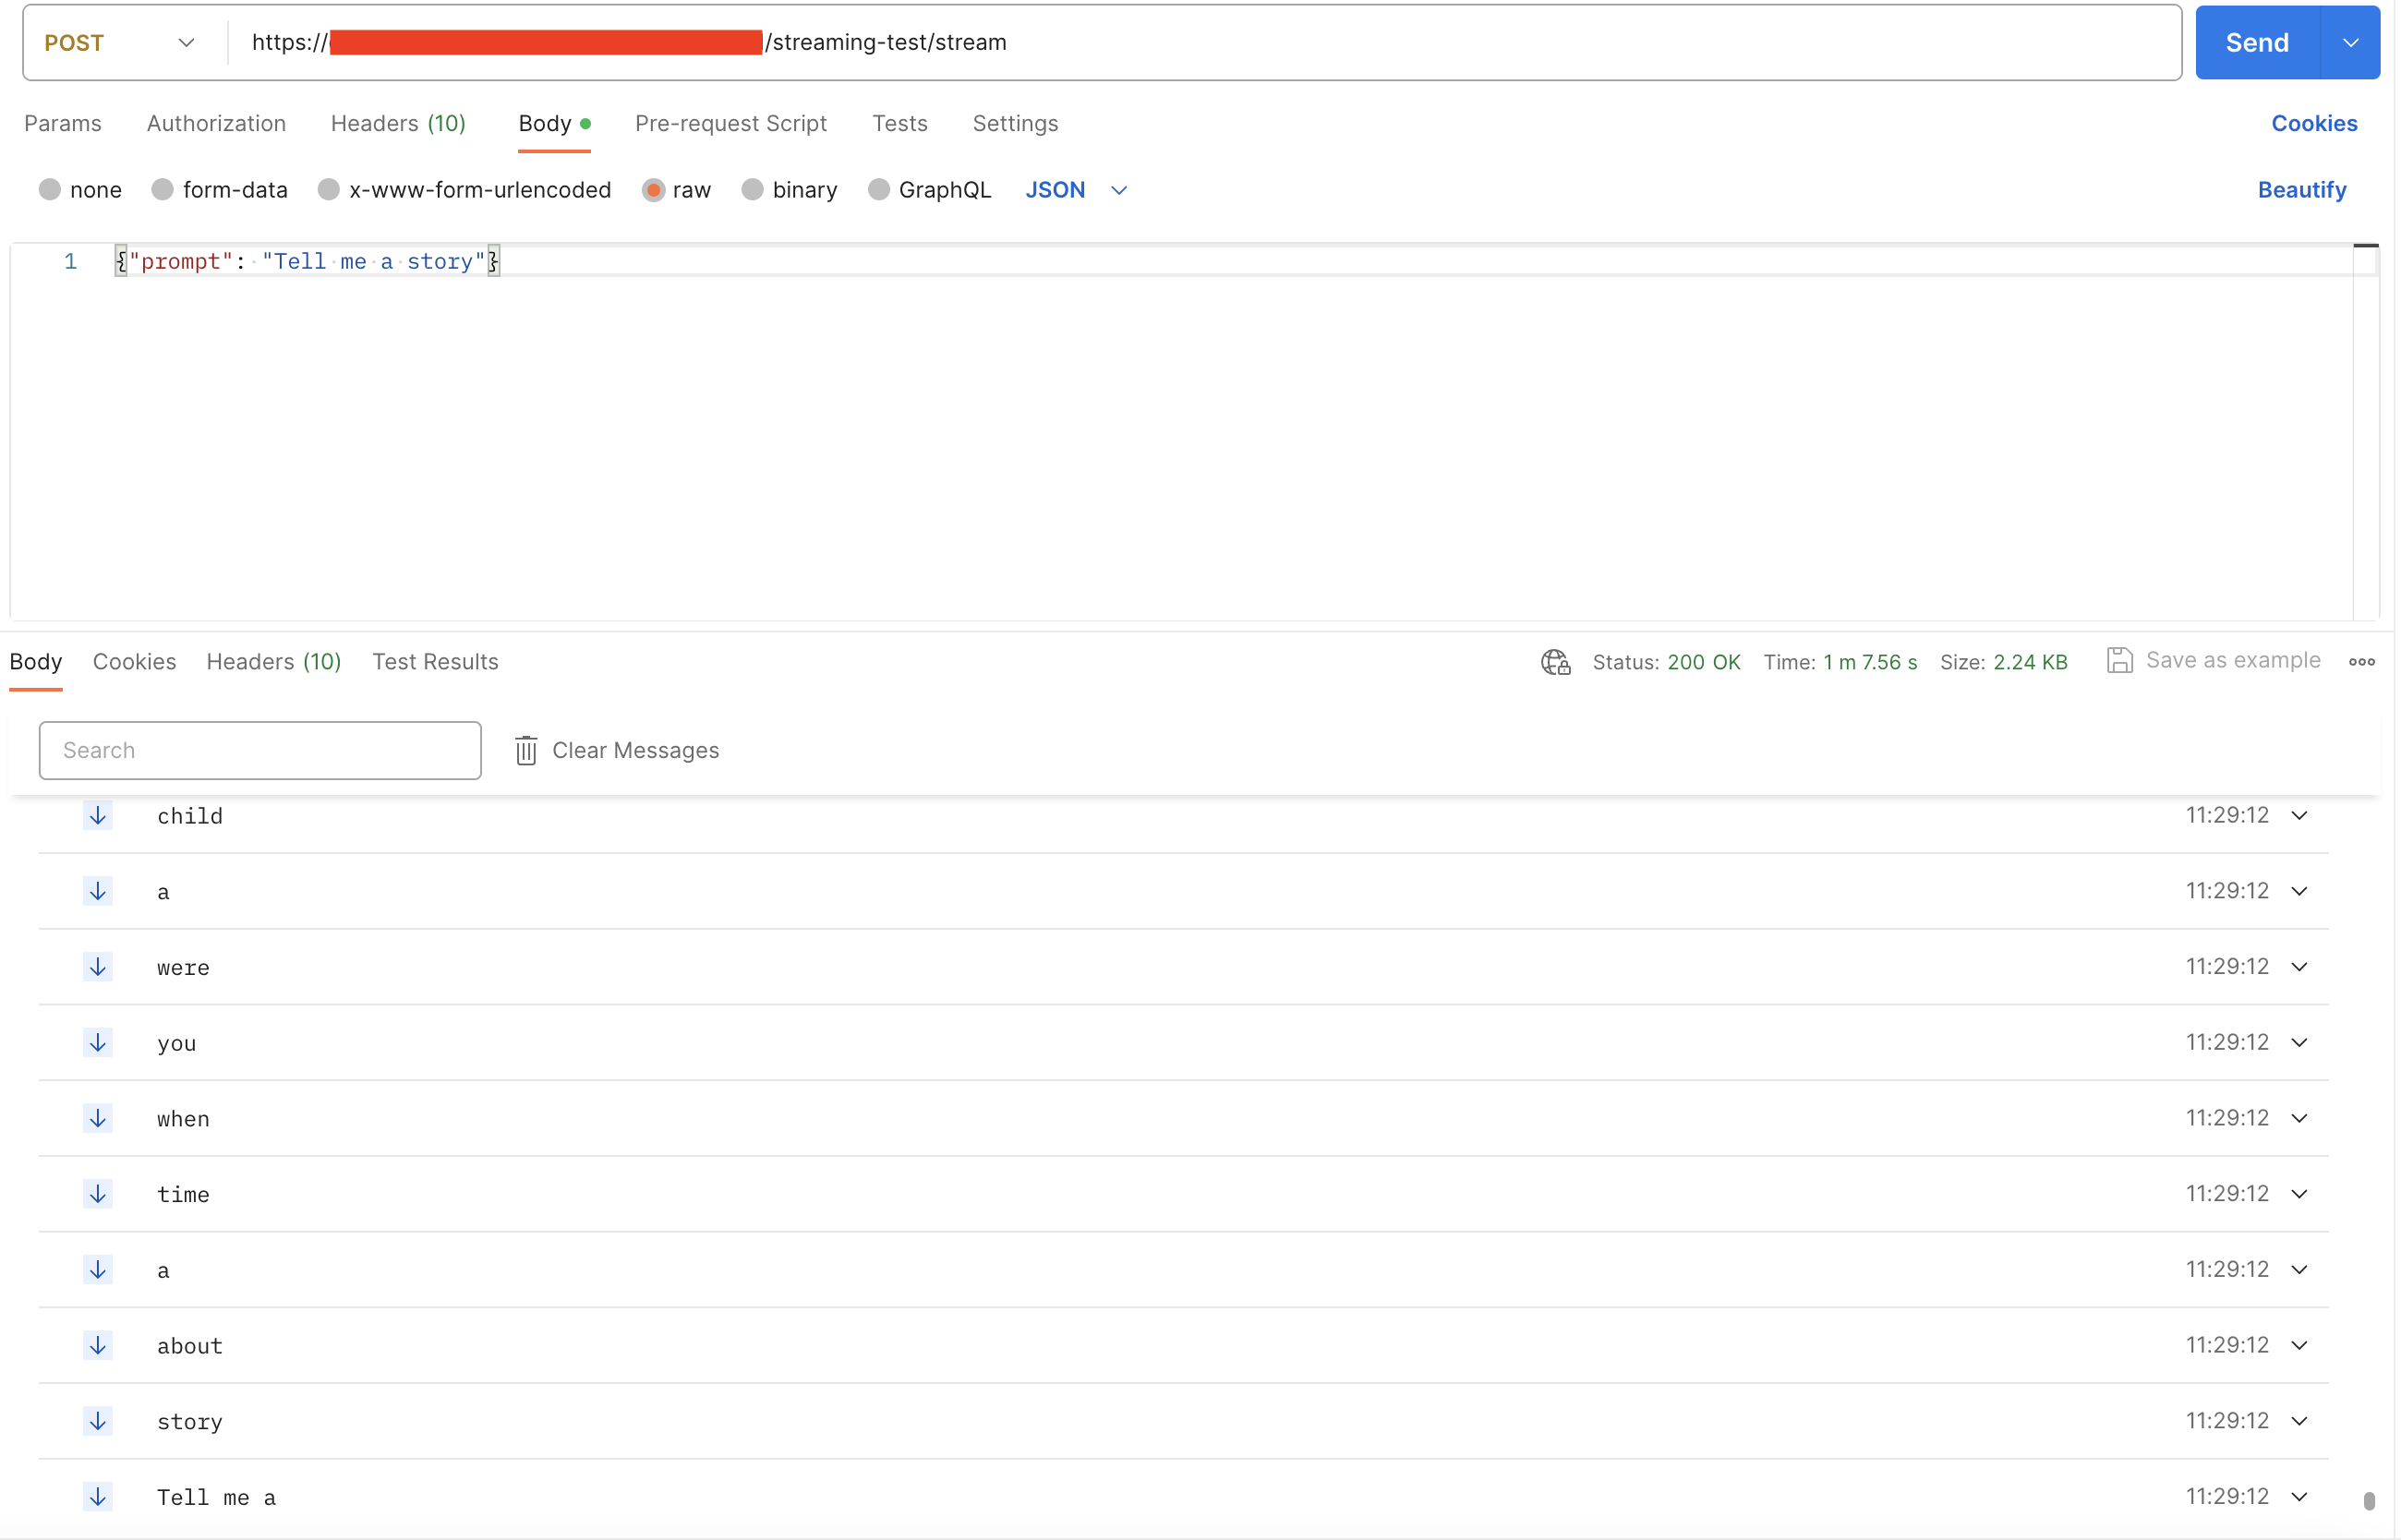 POST https:// /streaming-test/stream Send
Params Authorization Headers (10) Body Pre-request Script Tests Settings Cookies
none form-data x-www-form-urlencoded raw binary GraphQL JSON Beautify
1 {"prompt": "Tell me a story"}
Body Cookies Headers (10) Test Results Status: 200 OK Time: 1 m 7.56 s Size: 2.24 KB Save as example
Search Clear Messages
child 11:29:12
a 11:29:12
were 11:29:12
you 11:29:12
when 11:29:12
time 11:29:12
a 11:29:12
about 11:29:12
story 11:29:12
Tell me a 11:29:12